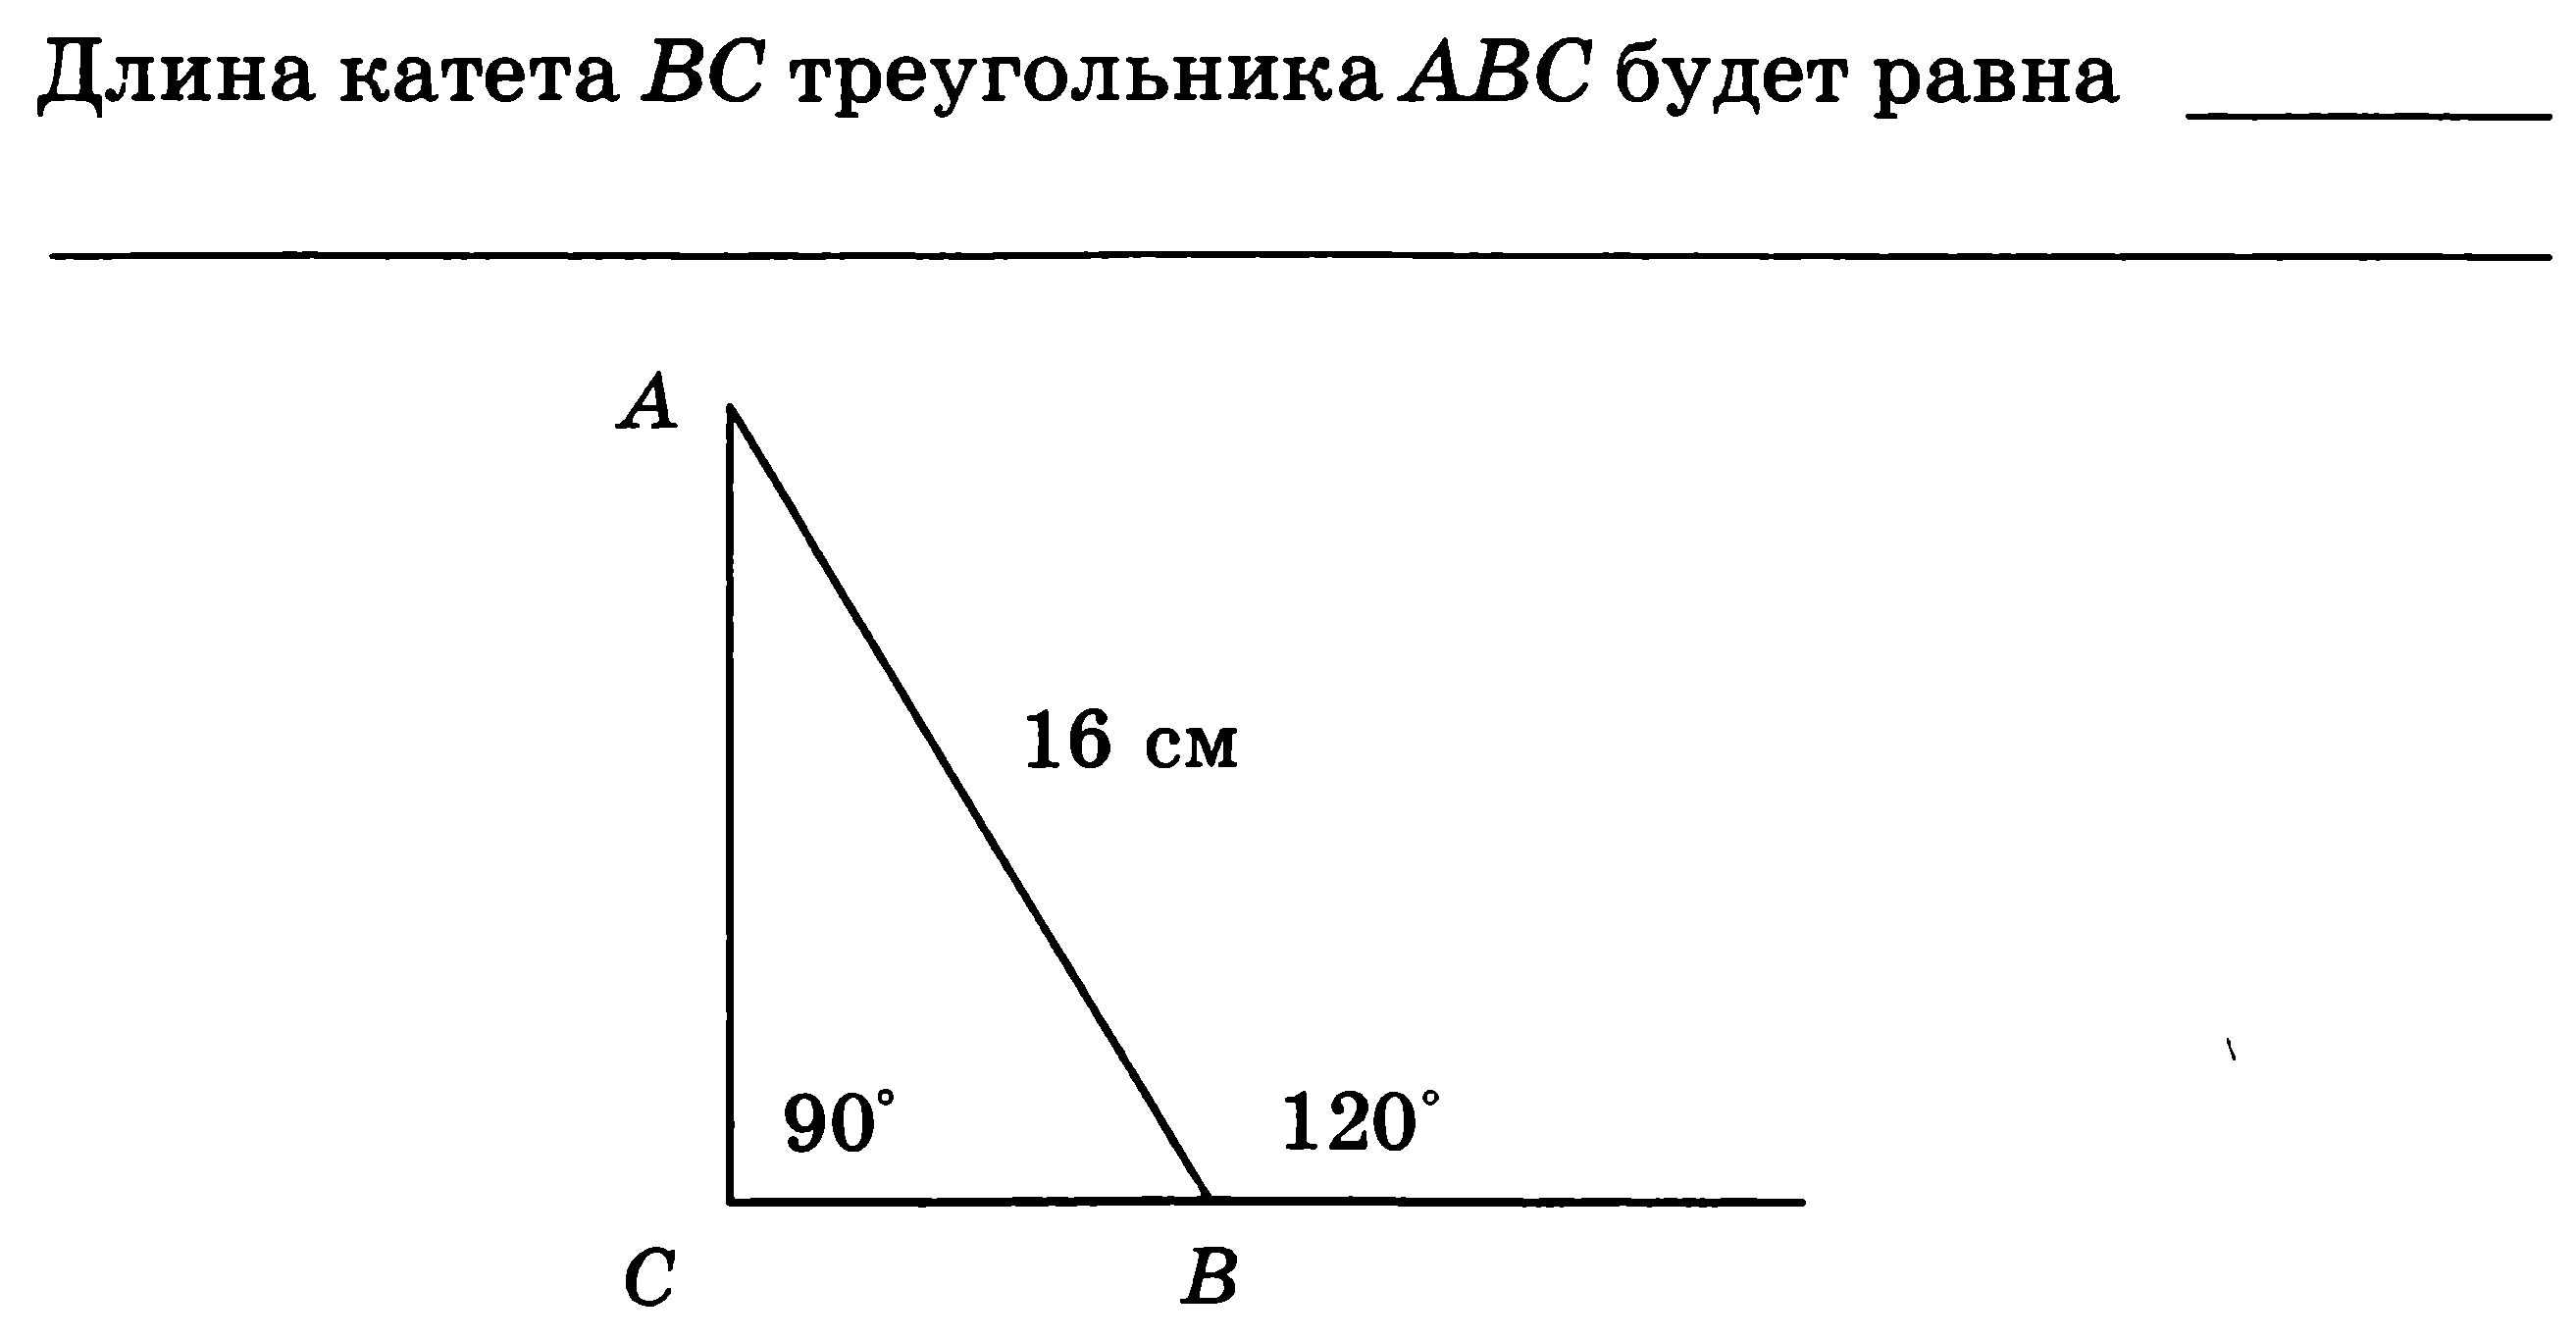 Длина катета BC треугольника ABC будет равна
A
16 см
90°
120°
C
B